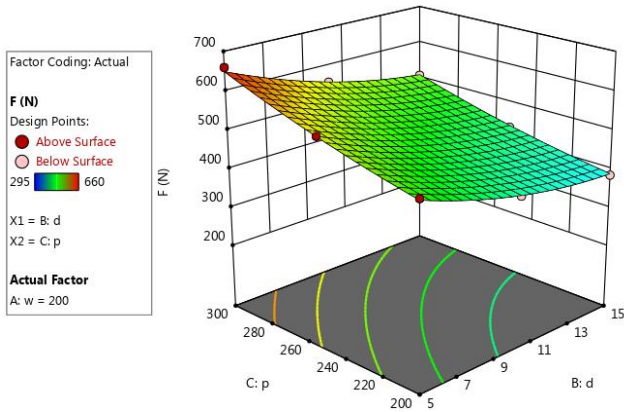 Factor Coding: Actual
F (N)
Design Points:
Above Surface
Below Surface
295 660
X1 = B: d
X2 = C: p
Actual Factor
A: w = 200
F (N)
700
600
500
400
300
200
300
280
260
240
220
200
C: p
5
7
9
11
13
15
B: d